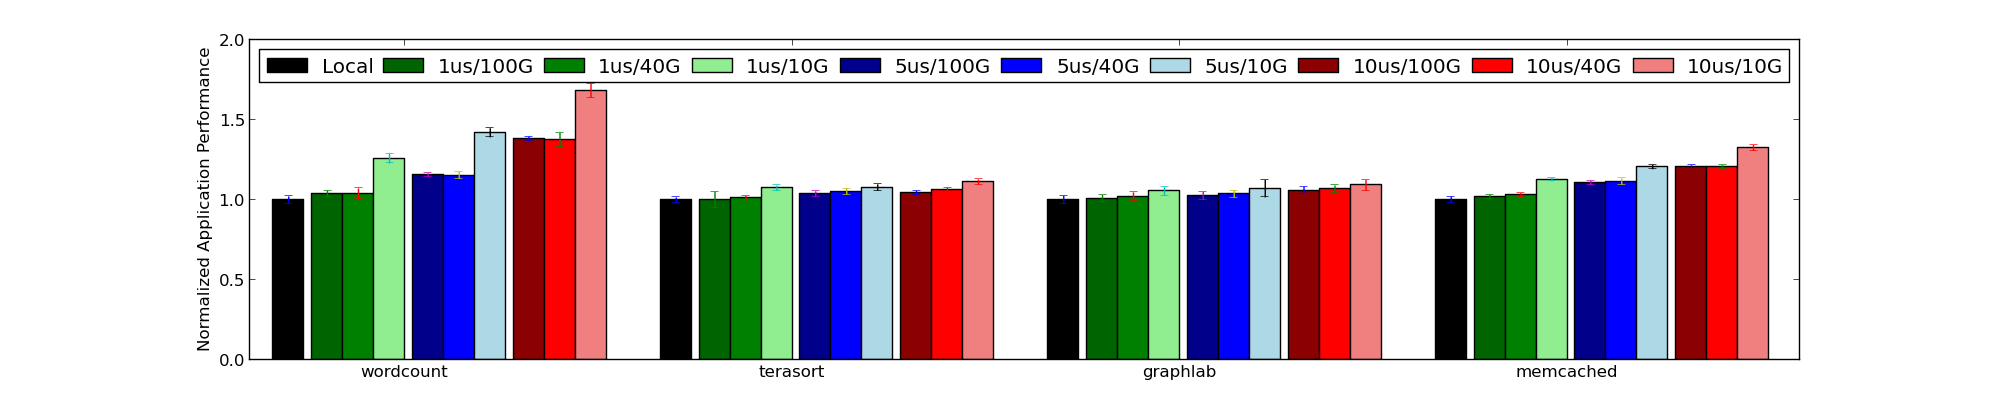 2.0
Local 1us/100G 1us/40G 1us/10G 5us/100G 5us/40G 5us/10G 10us/100G 10us/40G 10us/10G
1.5
1.0
0.5
0.0
Normalized Application Performance
wordcount terasort graphlab memcached